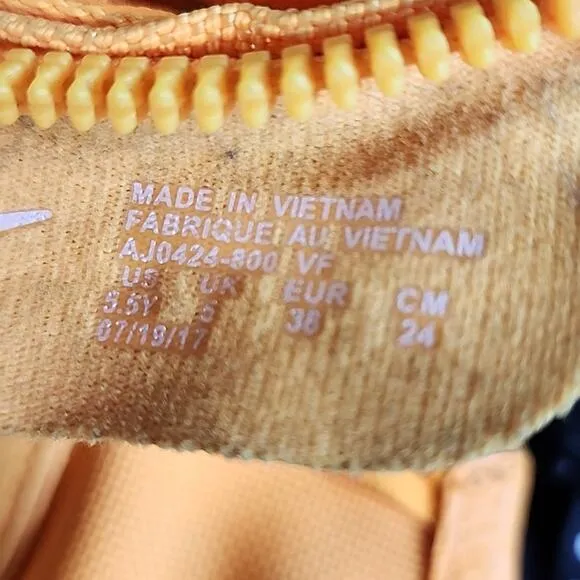 MADE IN VIETNAM
FABRIQUE AU VIETNAM
AJ0424-800 VF
US UK EUR CM
5.5Y 5 38 24
07/19/17